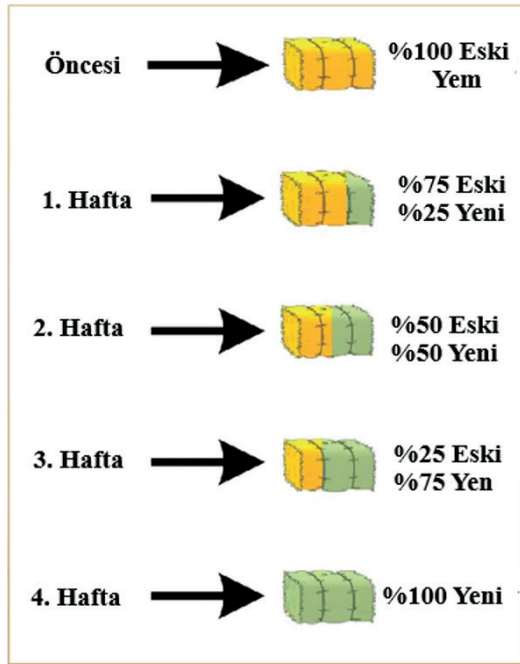 Öncesi
%100 Eski
Yem
1. Hafta
%75 Eski
%25 Yeni
2. Hafta
%50 Eski
%50 Yeni
3. Hafta
%25 Eski
%75 Yen
4. Hafta
%100 Yeni